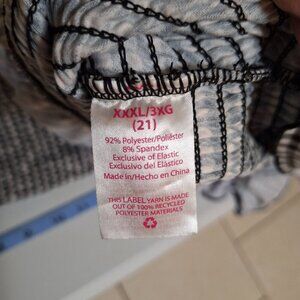 XXXL/3XG
(21)
92% Polyester/Poliéster
8% Spandex
Exclusive of Elastic
Exclusivo del Elástico
Made in/Hecho en China
THIS LABEL YARN IS MADE
OUT OF 100% RECYCLED
POLYESTER MATERIALS